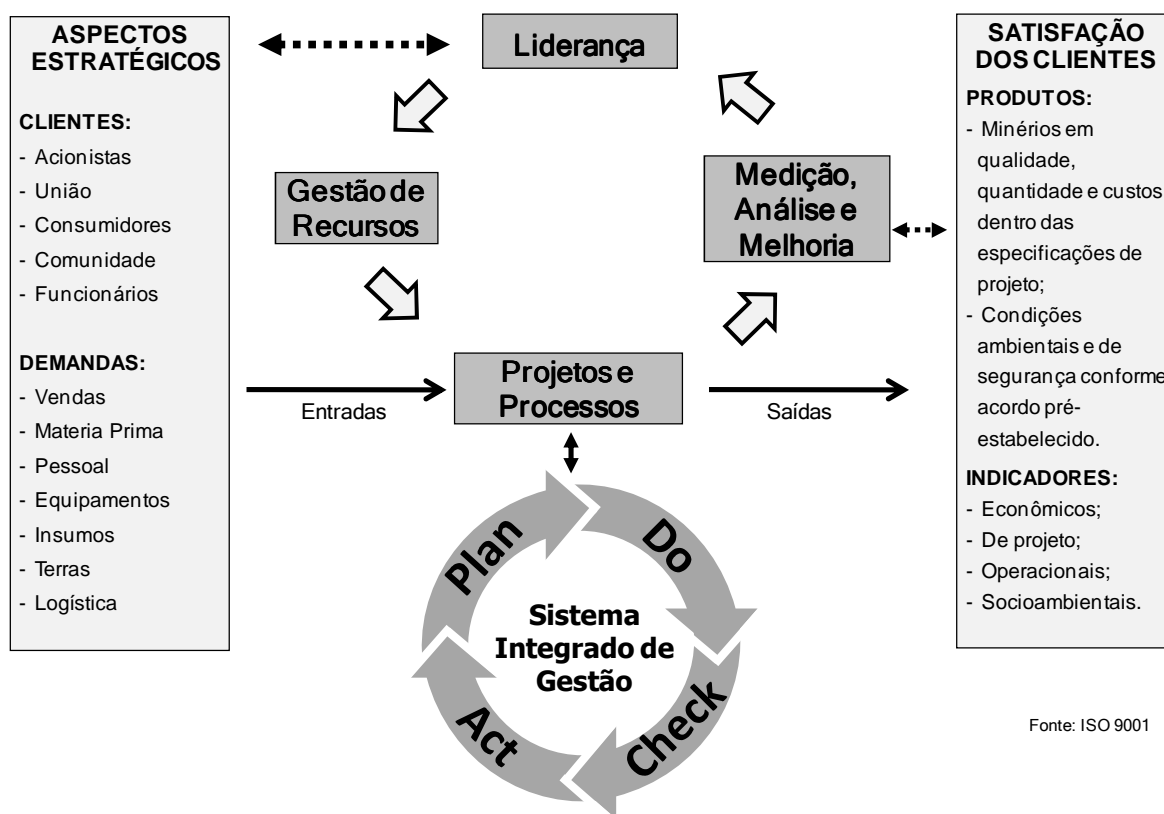 ASPECTOS
ESTRATÉGICOS
CLIENTES:
- Acionistas
- União
- Consumidores
- Comunidade
- Funcionários
DEMANDAS:
- Vendas
- Materia Prima
- Pessoal
- Equipamentos
- Insumos
- Terras
- Logística
Liderança
Gestão de
Recursos
Medição,
Análise e
Melhoria
Projetos e
Processos
Entradas
Saídas
Plan
Do
Check
Act
Sistema
Integrado de
Gestão
SATISFAÇÃO
DOS CLIENTES
PRODUTOS:
- Minérios em
qualidade,
quantidade e custos
dentro das
especificações de
projeto;
- Condições
ambientais e de
segurança conforme
acordo pré-
estabelecido.
INDICADORES:
- Econômicos;
- De projeto;
- Operacionais;
- Socioambientais.
Fonte: ISO 9001